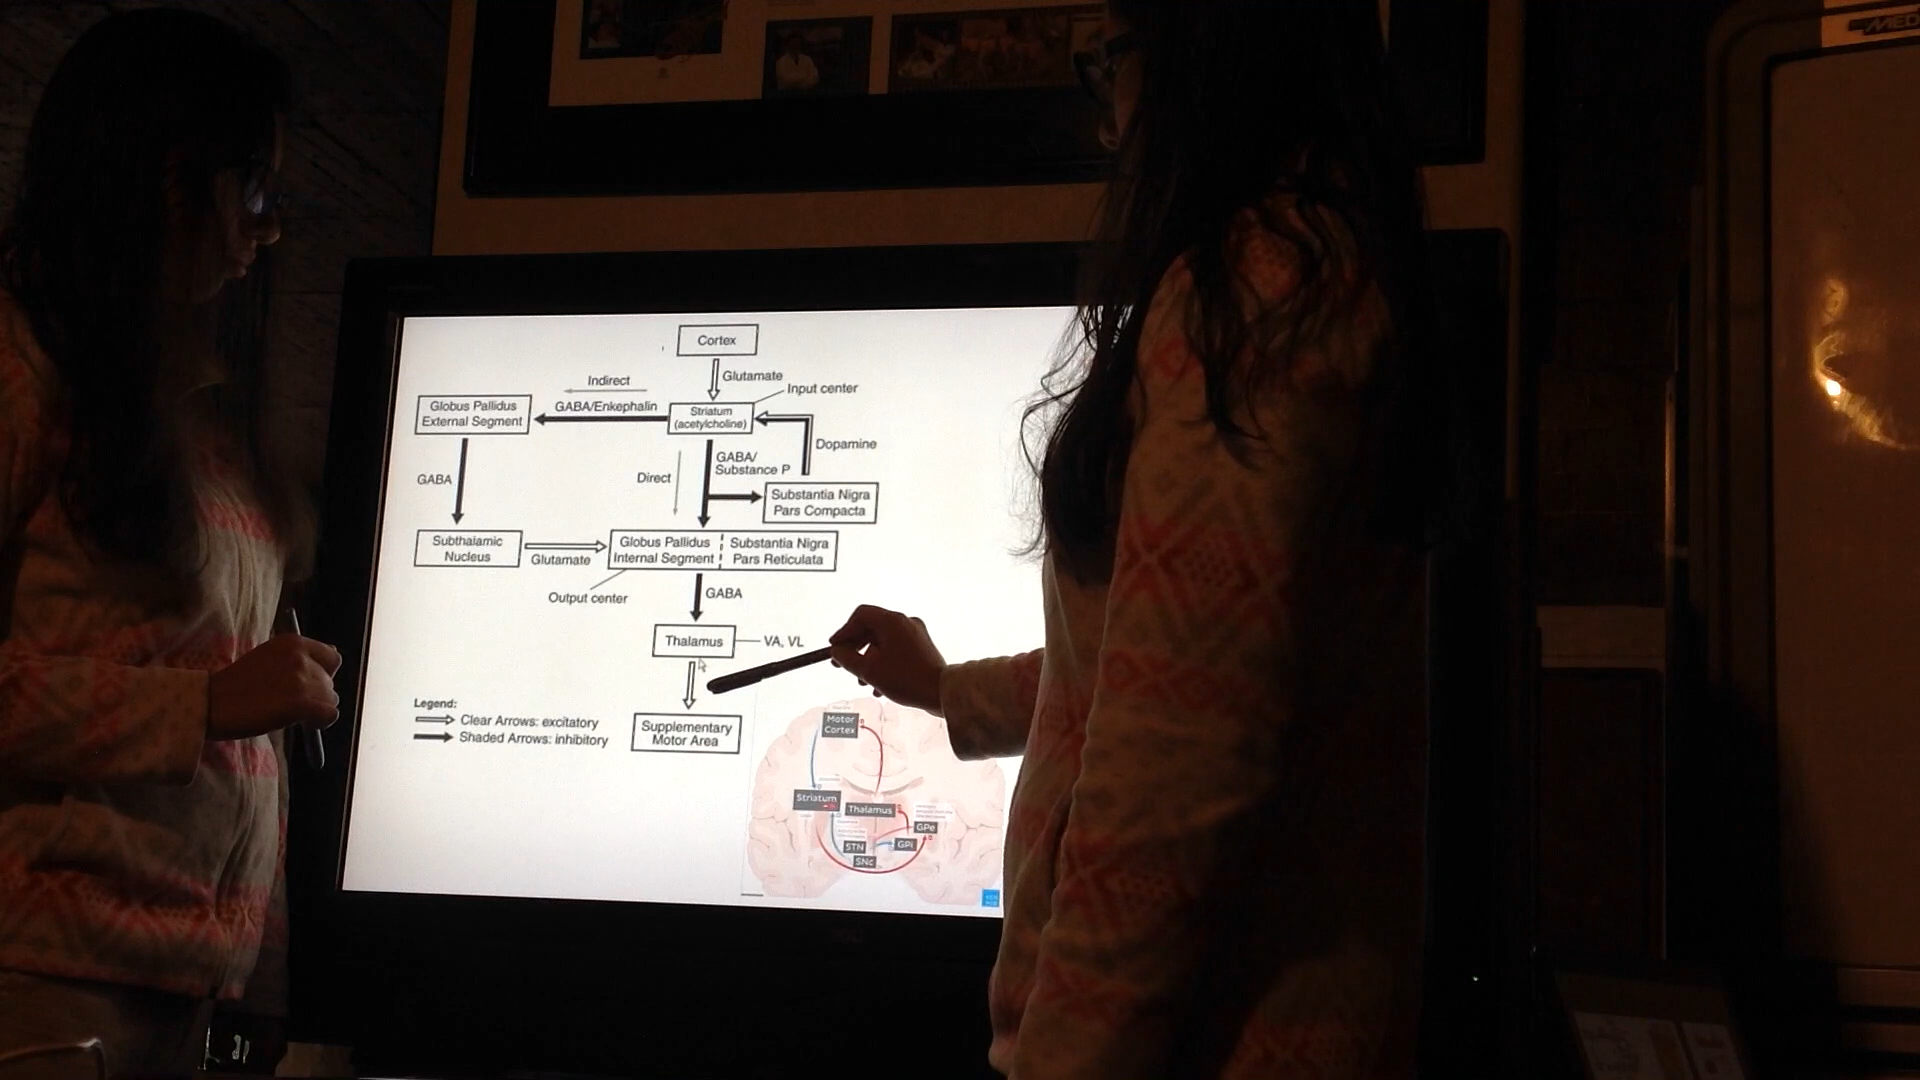 MED
Cortex
Glutamate
Input center
Indirect
GABA/Enkephalin
Globus Pallidus
External Segment
Striatum
(acetylcholine)
Dopamine
GABA/
Substance P
Direct
GABA
Substantia Nigra
Pars Compacta
Subthalamic
Nucleus
Glutamate
Globus Pallidus
Internal Segment
Substantia Nigra
Pars Reticulata
Output center
GABA
Thalamus
VA, VL
Legend:
Clear Arrows: excitatory
Shaded Arrows: inhibitory
Supplementary
Motor Area
Motor
Cortex
Striatum
Thalamus
GPe
STN
GPi
SNc